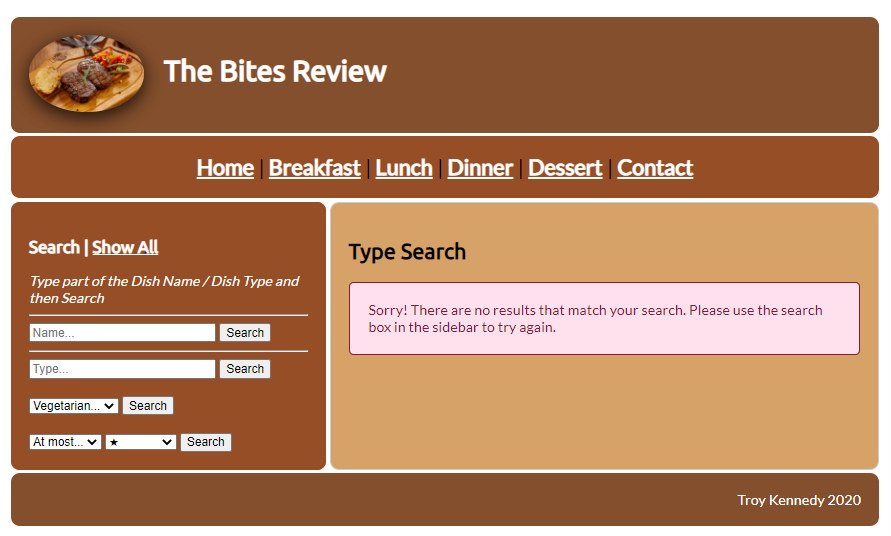 The Bites Review
Home | Breakfast | Lunch | Dinner | Dessert | Contact
Search | Show All
Type part of the Dish Name / Dish Type and
then Search
Name... Search
Type... Search
Vegetarian... Search
At most... ★ Search
Type Search
Sorry! There are no results that match your search. Please use the search
box in the sidebar to try again.
Troy Kennedy 2020